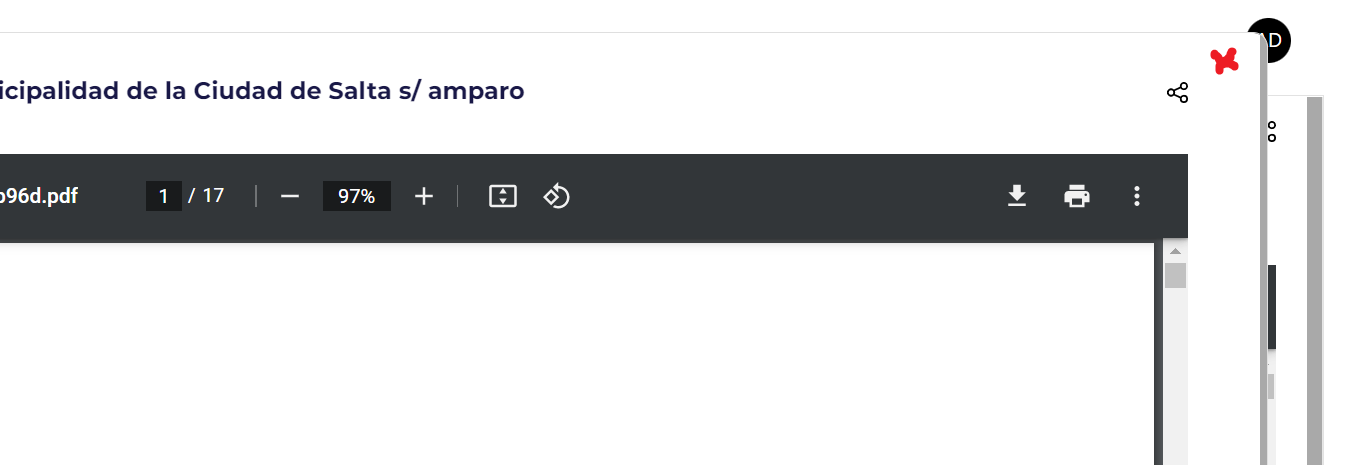 icipalidad de la Ciudad de Salta s/ amparo
b96d.pdf 1 / 17 97%